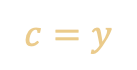 c = y